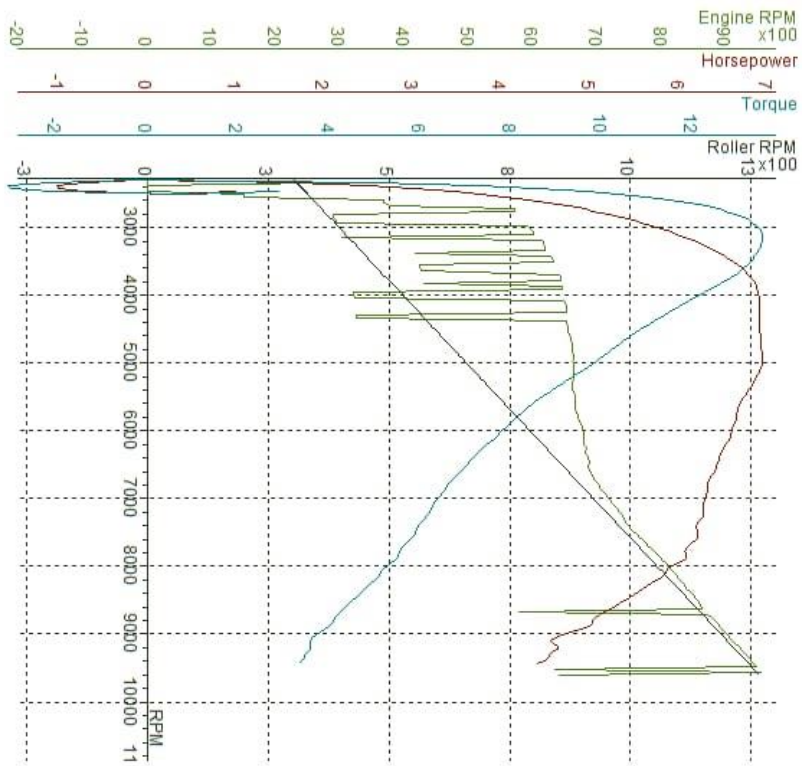 Engine RPM
x100
-20 -10 0 10 20 30 40 50 60 70 80 90
Horsepower
-1 0 1 2 3 4 5 6 7
Torque
-2 0 2 4 6 8 10 12
Roller RPM
x100
-3 0 3 5 8 10 13
3000
4000
5000
6000
7000
8000
9000
10000
11
RPM